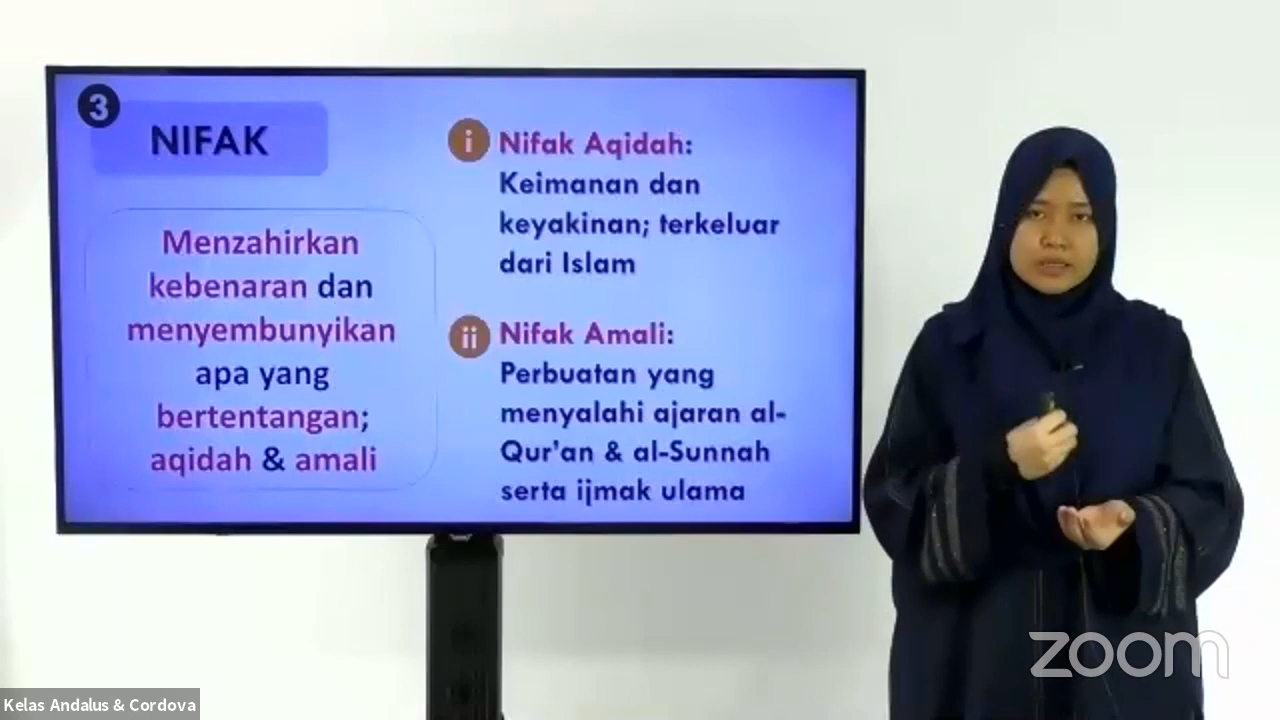 3
NIFAK
Menzahirkan
kebenaran dan
menyembunyikan
apa yang
bertentangan;
aqidah & amali
i
Nifak Aqidah:
Keimanan dan
keyakinan; terkeluar
dari Islam
ii
Nifak Amali:
Perbuatan yang
menyalahi ajaran al-
Qur'an & al-Sunnah
serta ijmak ulama
zoom
Kelas Andalus & Cordova